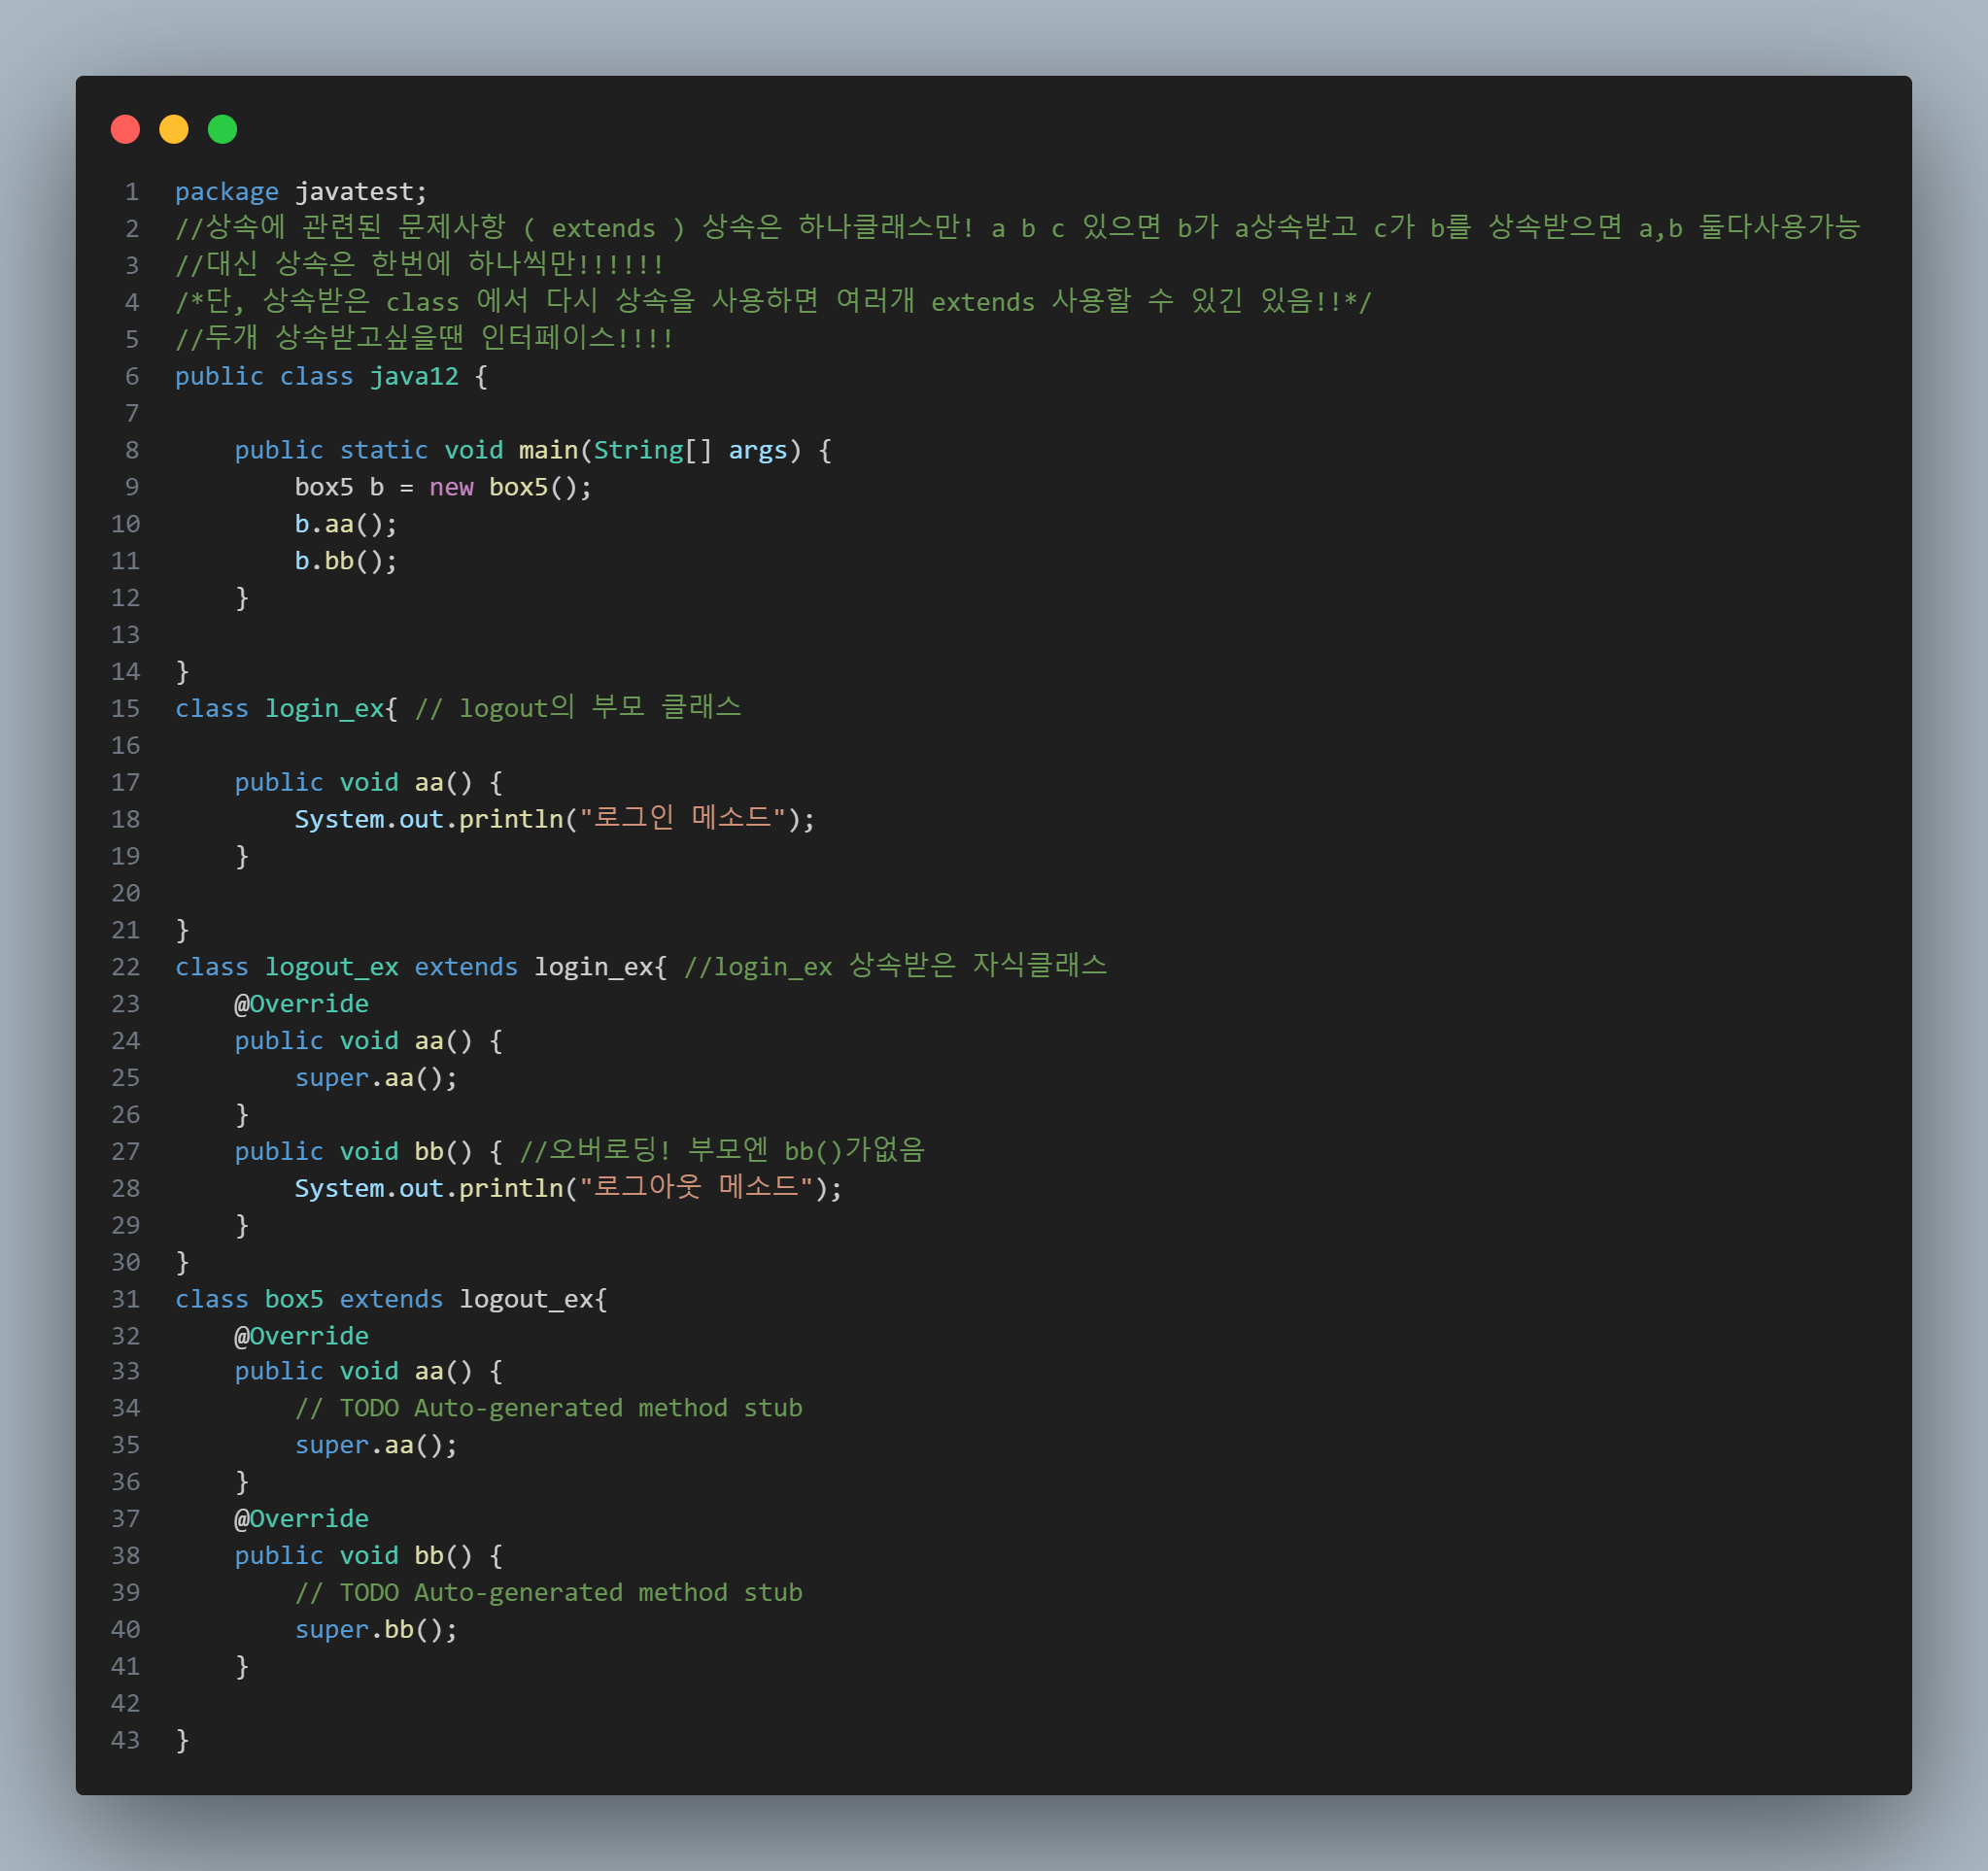 1 package javatest;
2 //상속에 관련된 문제사항 ( extends ) 상속은 하나클래스만! a b c 있으면 b가 a상속받고 c가 b를 상속받으면 a,b 둘다사용가능
3 //대신 상속은 한번에 하나씩만!!!!!!
4 /*단, 상속받은 class 에서 다시 상속을 사용하면 여러개 extends 사용할 수 있긴 있음!!*/
5 //두개 상속받고싶을땐 인터페이스!!!!
6 public class java12 {
7
8     public static void main(String[] args) {
9         box5 b = new box5();
10         b.aa();
11         b.bb();
12     }
13
14 }
15 class login_ex{ // logout의 부모 클래스
16
17     public void aa() {
18         System.out.println("로그인 메소드");
19     }
20
21 }
22 class logout_ex extends login_ex{ //login_ex 상속받은 자식클래스
23     @Override
24     public void aa() {
25         super.aa();
26     }
27     public void bb() { //오버로딩! 부모엔 bb()가없음
28         System.out.println("로그아웃 메소드");
29     }
30 }
31 class box5 extends logout_ex{
32     @Override
33     public void aa() {
34         // TODO Auto-generated method stub
35         super.aa();
36     }
37     @Override
38     public void bb() {
39         // TODO Auto-generated method stub
40         super.bb();
41     }
42
43 }